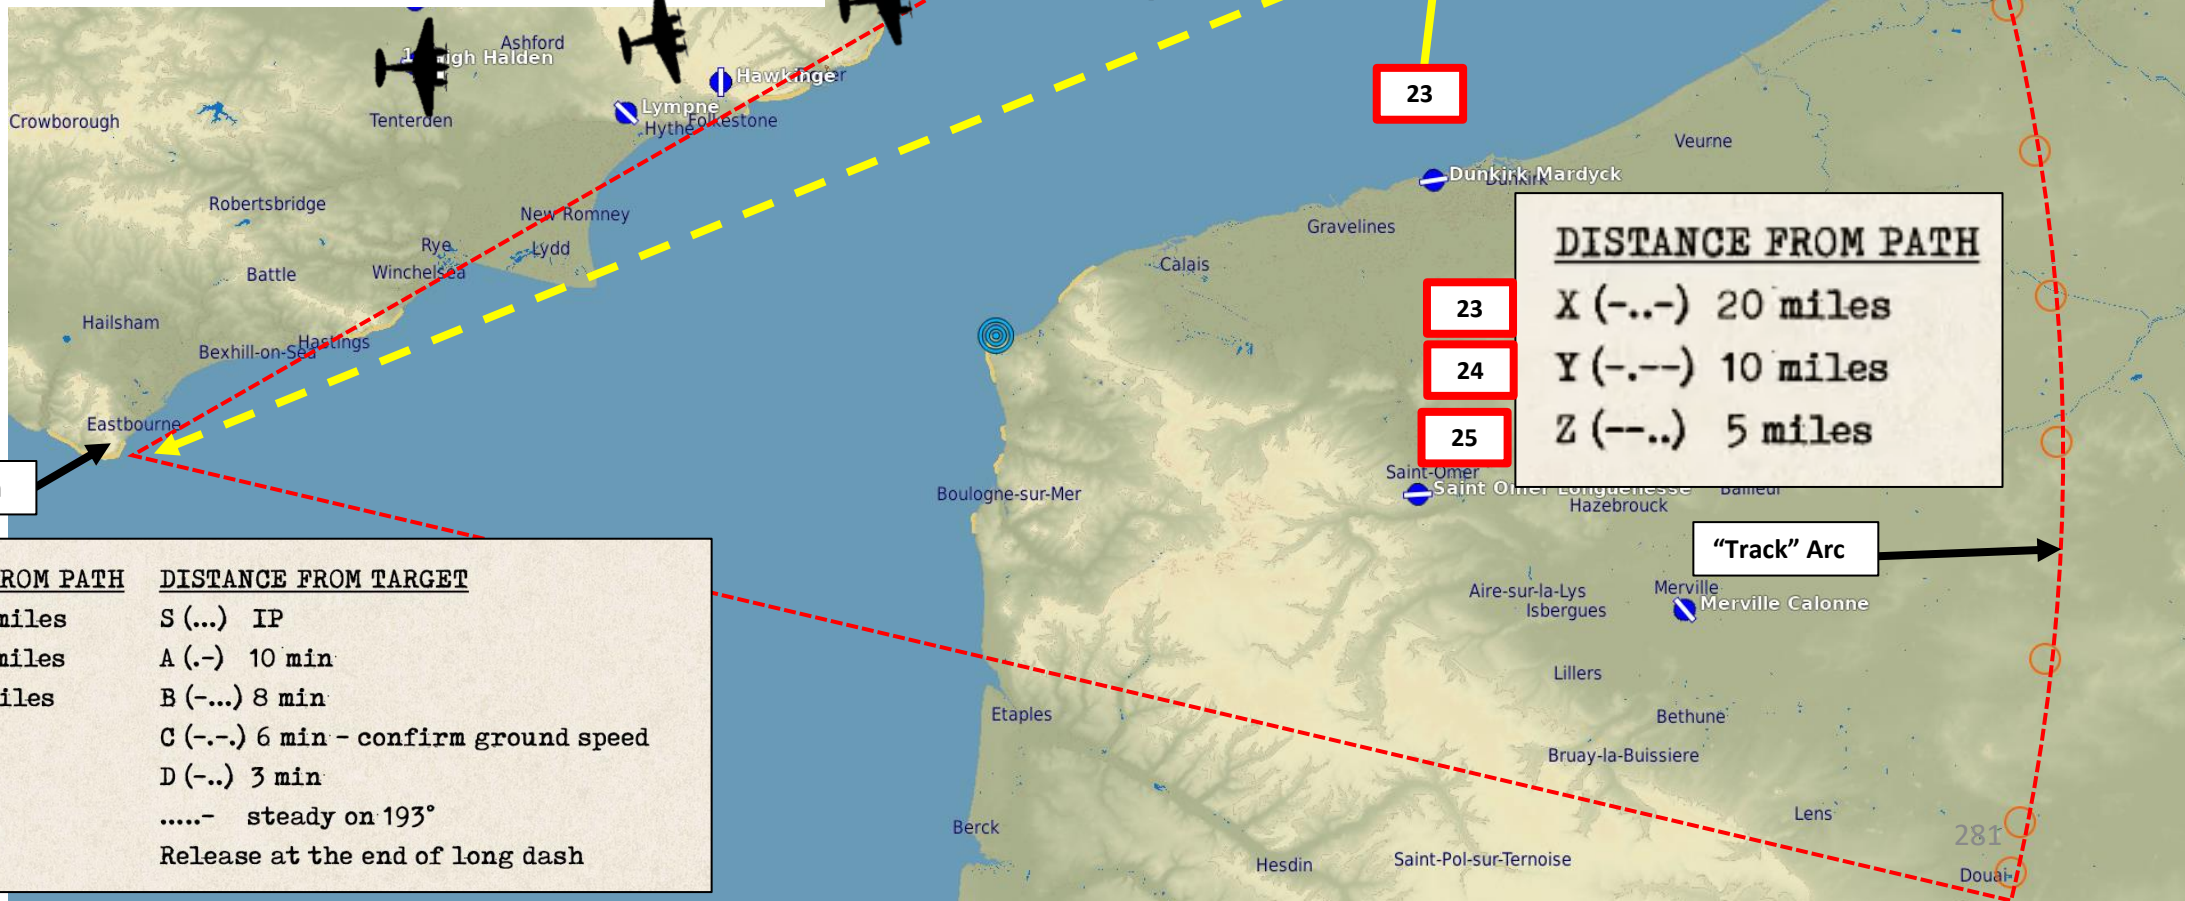 Ashford
High Halden
Hawkinge
Lympne
Hythe
Folkestone
Crowborough
Tenterden
23
Veurne
Dunkirk Mardyck
Dunkirk
Robertsbridge
New Romney
Gravelines
Rye
Lydd
Battle
Winchelsea
Calais
DISTANCE FROM PATH
23
X (-..-) 20 miles
24
Y (-.--) 10 miles
25
Z (--..) 5 miles
Hailsham
Hastings
Bexhill-on-Sea
Eastbourne
Saint-Omer
Saint Omer Longuenesse
Bailleul
Boulogne-sur-Mer
Hazebrouck
"Track" Arc
ROM PATH
miles
miles
iles
DISTANCE FROM TARGET
S (...) IP
A (.-) 10 min
B (-...) 8 min
C (-.-.) 6 min - confirm ground speed
D (-..) 3 min
.....- steady on 193°
Release at the end of long dash
Aire-sur-la-Lys
Isbergues
Merville
Merville Calonne
Lillers
Etaples
Bethune
Bruay-la-Buissiere
Berck
Lens
281
Hesdin
Saint-Pol-sur-Ternoise
Douai